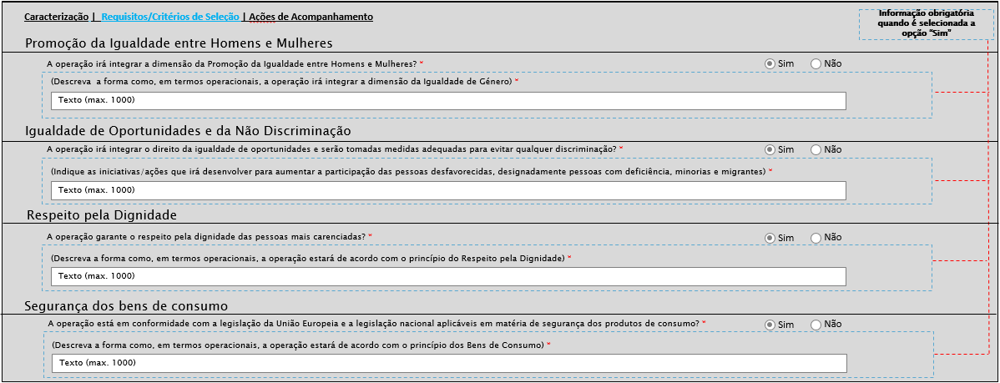 Caracterização | Requisitos/Critérios de Seleção | Ações de Acompanhamento
Informação obrigatória
quando é selecionada a
opção "Sim"
Promoção da Igualdade entre Homens e Mulheres
A operação irá integrar a dimensão da Promoção da Igualdade entre Homens e Mulheres? * Sim Não
(Descreva a forma como, em termos operacionais, a operação irá integrar a dimensão da Igualdade de Género) *
Texto (max. 1000)
Igualdade de Oportunidades e da Não Discriminação
A operação irá integrar o direito da igualdade de oportunidades e serão tomadas medidas adequadas para evitar qualquer discriminação? * Sim Não
(Indique as iniciativas/ações que irá desenvolver para aumentar a participação das pessoas desfavorecidas, designadamente pessoas com deficiência, minorias e migrantes) *
Texto (max. 1000)
Respeito pela Dignidade
A operação garante o respeito pela dignidade das pessoas mais carenciadas? * Sim Não
(Descreva a forma como, em termos operacionais, a operação estará de acordo com o princípio do Respeito pela Dignidade) *
Texto (max. 1000)
Segurança dos bens de consumo
A operação está em conformidade com a legislação da União Europeia e a legislação nacional aplicáveis em matéria de segurança dos produtos de consumo? * Sim Não
(Descreva a forma como, em termos operacionais, a operação estará de acordo com o princípio dos Bens de Consumo) *
Texto (max. 1000)